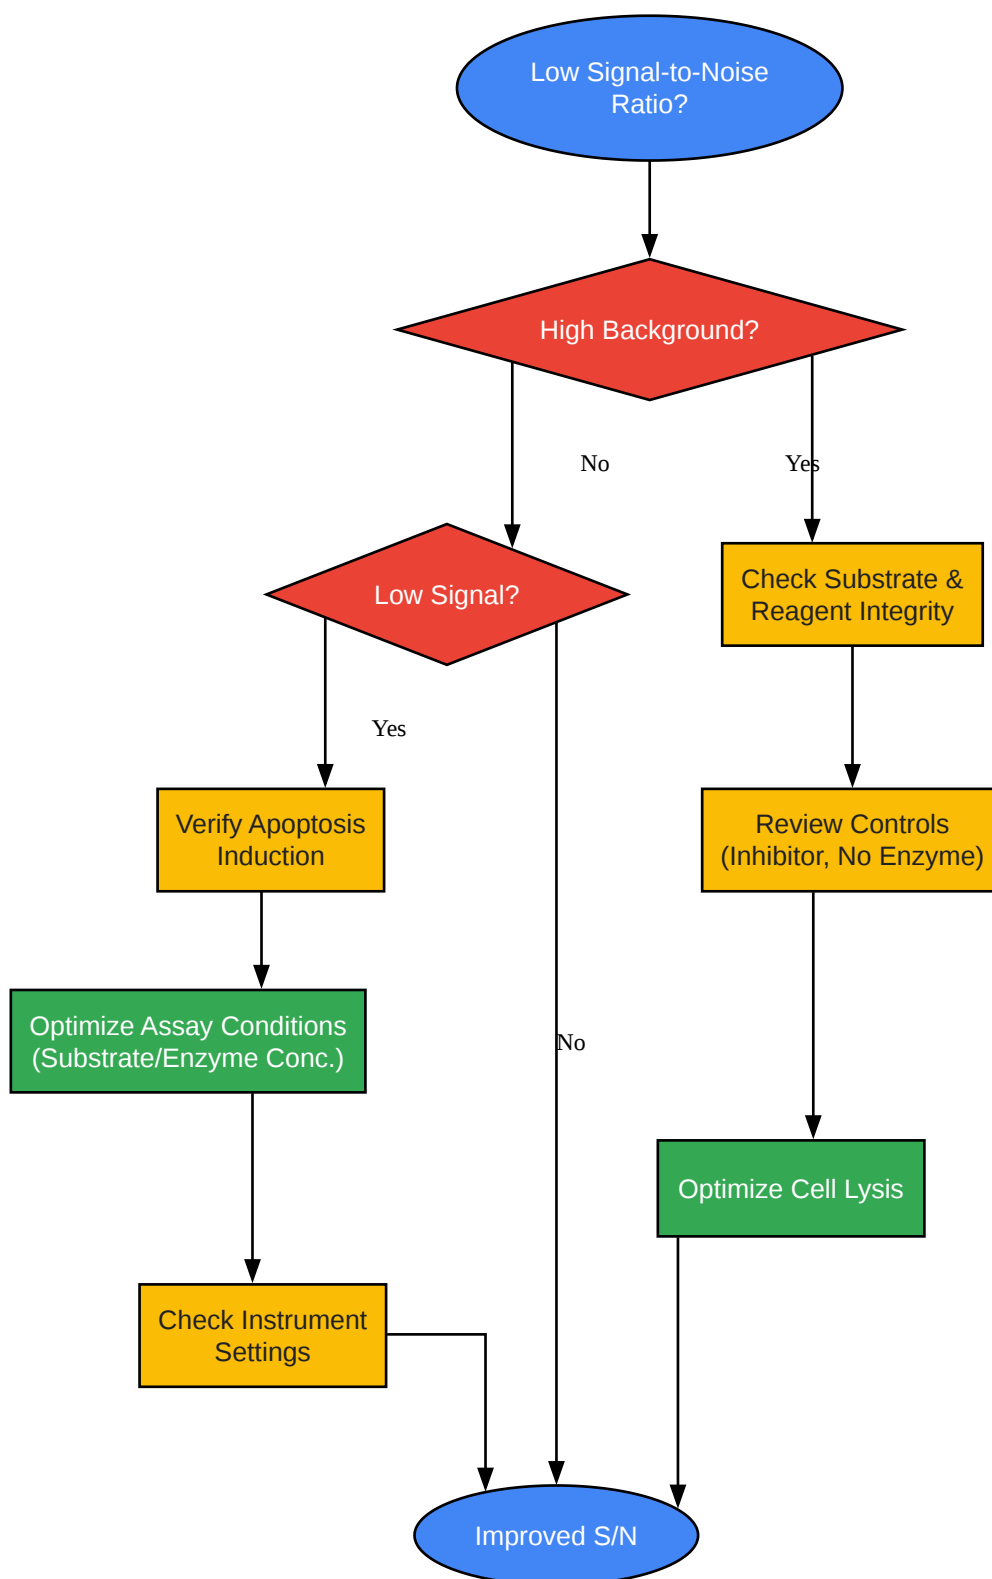 Low Signal-to-Noise
Ratio?
High Background?
No
Yes
Low Signal?
Check Substrate &
Reagent Integrity
Yes
Verify Apoptosis
Induction
Review Controls
(Inhibitor, No Enzyme)
Optimize Assay Conditions
(Substrate/Enzyme Conc.)
No
Optimize Cell Lysis
Check Instrument
Settings
Improved S/N